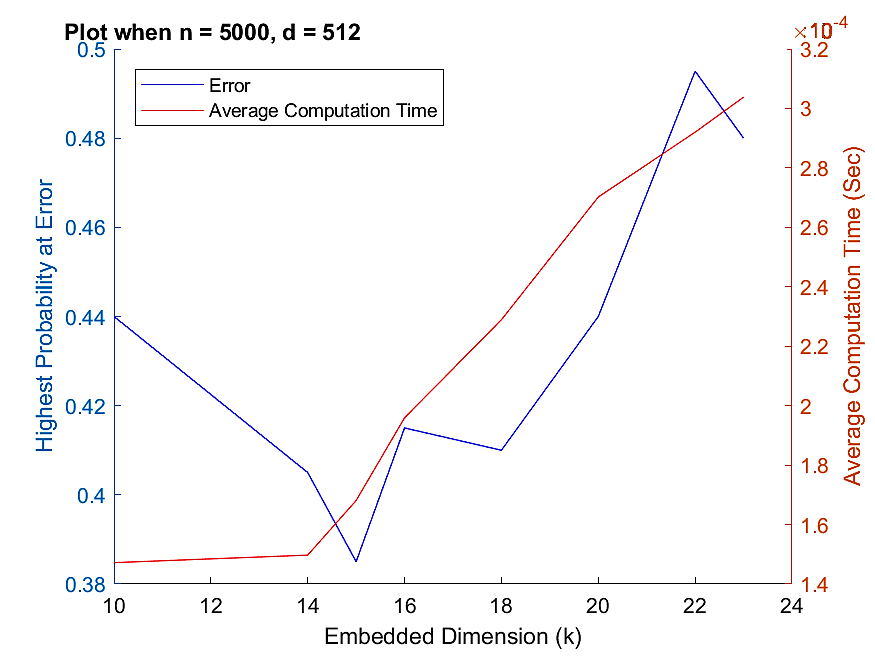 Plot when n = 5000, d = 512
×10-4
0.5
0.48
0.46
0.44
0.42
0.4
0.38
Highest Probability at Error
Error
Average Computation Time
3.2
3
2.8
2.6
2.4
2.2
2
1.8
1.6
1.4
Average Computation Time (Sec)
10 12 14 16 18 20 22 24
Embedded Dimension (k)